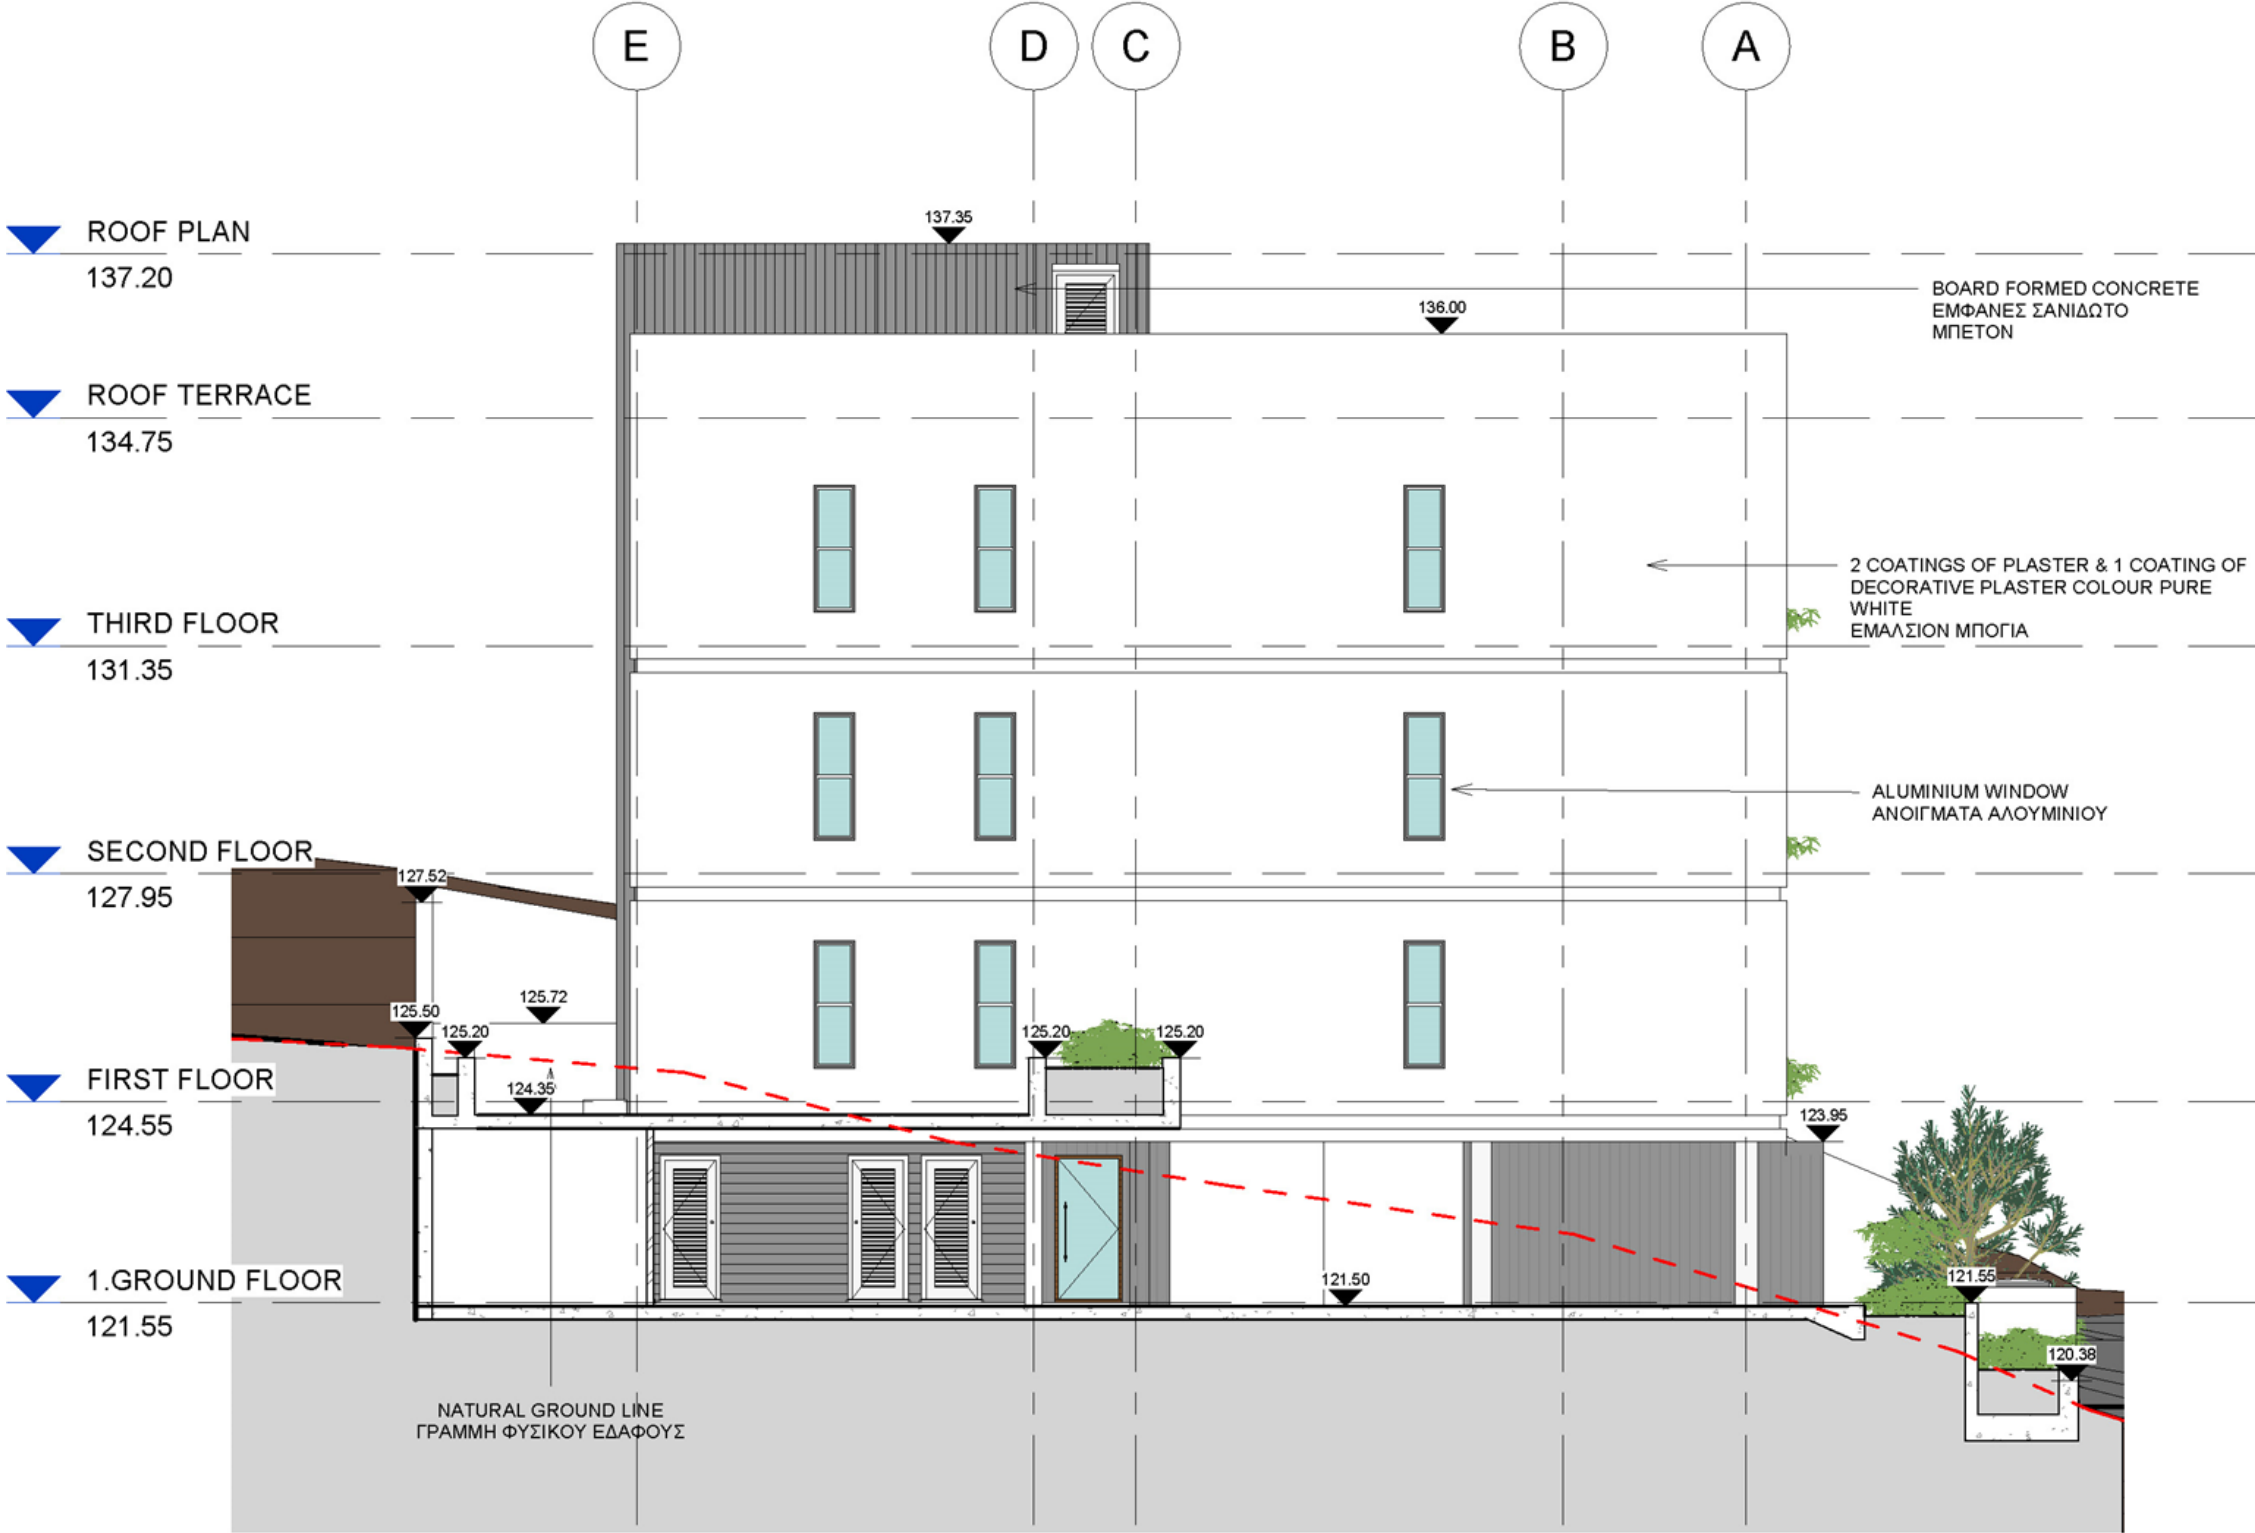 E
D
C
B
A
ROOF PLAN
137.20
137.35
BOARD FORMED CONCRETE
ΕΜΦΑΝΕΣ ΣΑΝΙΔΩΤΟ
ΜΠΕΤΟΝ
136.00
ROOF TERRACE
134.75
2 COATINGS OF PLASTER & 1 COATING OF
DECORATIVE PLASTER COLOUR PURE
WHITE
ΕΜΑΛΣΙΟΝ ΜΠΟΓΙΑ
THIRD FLOOR
131.35
ALUMINIUM WINDOW
ΑΝΟΙΓΜΑΤΑ ΑΛΟΥΜΙΝΙΟΥ
SECOND FLOOR
127.95
127.52
125.72
125.50
125.20
125.20
125.20
FIRST FLOOR
124.55
124.35
123.95
1.GROUND FLOOR
121.55
121.50
121.55
120.38
NATURAL GROUND LINE
ΓΡΑΜΜΗ ΦΥΣΙΚΟΥ ΕΔΑΦΟΥΣ